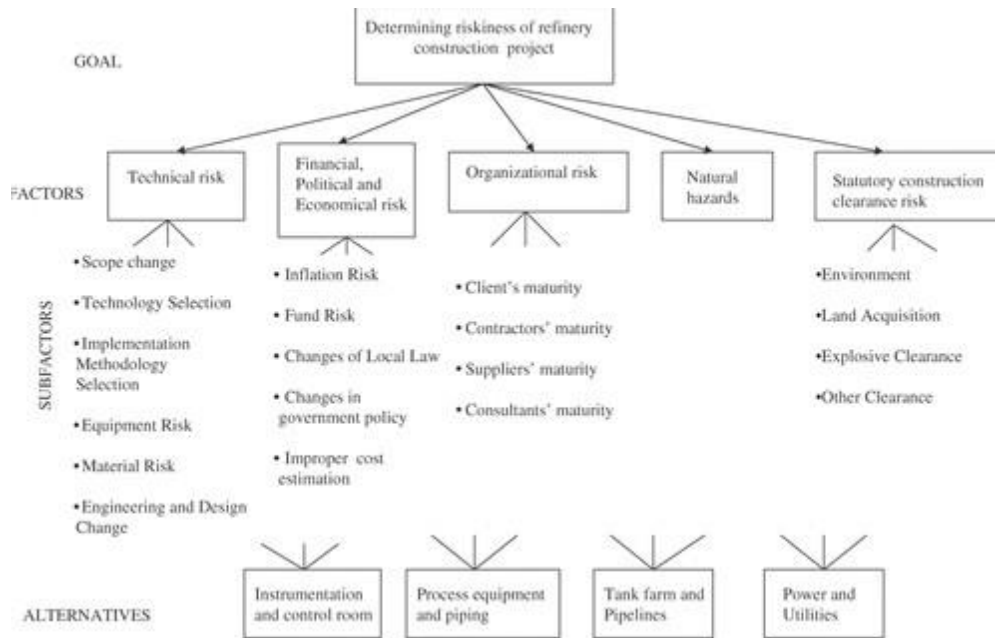 Determining riskiness of refinery
construction project
GOAL
FACTORS
Technical risk
Financial,
Political and
Economical risk
Organizational risk
Natural
hazards
Statutory construction
clearance risk
SUBFACTORS
•Scope change
•Technology Selection
•Implementation
Methodology
Selection
•Equipment Risk
•Material Risk
•Engineering and Design
Change
• Inflation Risk
• Fund Risk
• Changes of Local Law
• Changes in
government policy
• Improper cost
estimation
• Client's maturity
• Contractors' maturity
• Suppliers' maturity
• Consultants' maturity
•Environment
•Land Acquisition
•Explosive Clearance
•Other Clearance
ALTERNATIVES
Instrumentation
and control room
Process equipment
and piping
Tank farm and
Pipelines
Power and
Utilities